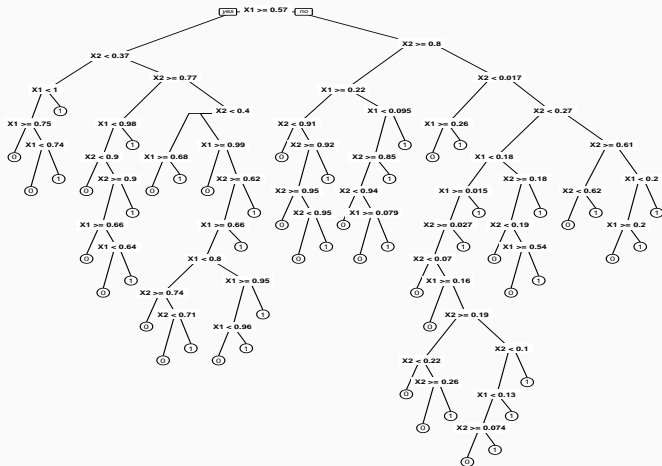 yes X1 >= 0.57 no
X2 >= 0.8
X2 < 0.37
X2 >= 0.77 X2 < 0.017
X1 < 1 X1 >= 0.22
1 X2 < 0.4 X1 < 0.095 X2 < 0.27
X1 >= 0.75 X1 < 0.98 X2 < 0.91 X1 >= 0.26
X1 < 0.74 1 X1 >= 0.99 X2 >= 0.92 1 1 X2 >= 0.61
0 X2 < 0.9 X1 >= 0.68 0 X2 >= 0.85 0 X1 < 0.18
0 1 X2 >= 0.9 0 1 X2 >= 0.62 1 X2 >= 0.18 X1 < 0.2
0 X2 >= 0.95 X2 < 0.94 1 X1 >= 0.015 X2 < 0.62
1 1 X2 < 0.95 X1 >= 0.079 1 1 1
X1 >= 0.66 X1 >= 0.66 0 0 X2 >= 0.027 X2 < 0.19 0 1 X1 >= 0.2
X1 < 0.64 1 1 1 X1 >= 0.54
0 X1 < 0.8 0 0 X2 < 0.07 1 0 0 1
X1 >= 0.95 X1 >= 0.16 1
0 1 X2 >= 0.74 0 0
X2 < 0.71 1 X2 >= 0.19
0 X1 < 0.96 0
1 1 X2 < 0.1
0 0 X2 < 0.22
X2 >= 0.26 1
0 X1 < 0.13
1 1
0 X2 >= 0.074
1
0